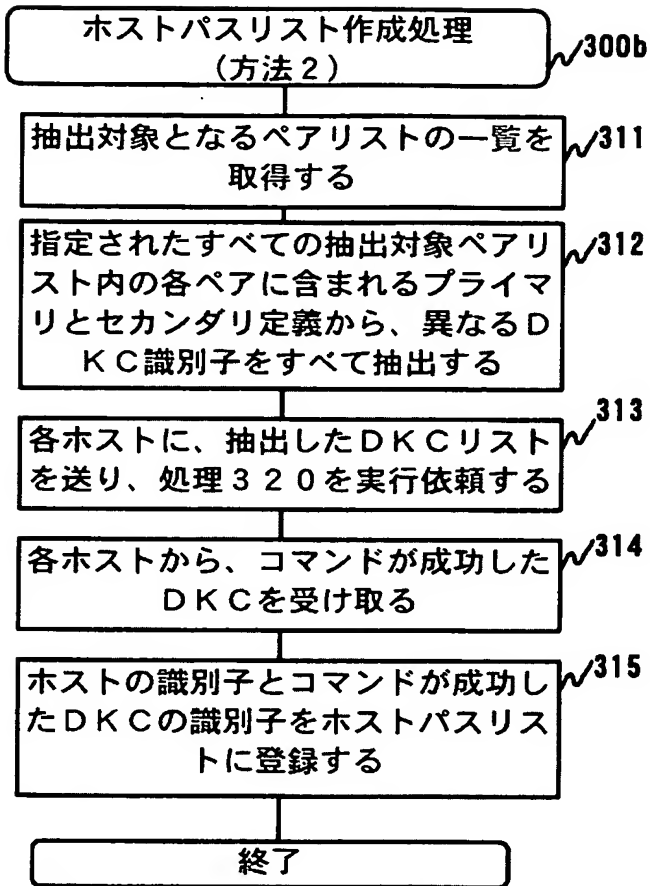 ホストパスリスト作成処理
(方法2)
300b
抽出対象となるペアリストの一覧を
取得する
311
指定されたすべての抽出対象ペアリ
スト内の各ペアに含まれるプライマ
リとセカンダリ定義から、異なるD
KC識別子をすべて抽出する
312
各ホストに、抽出したDKCリスト
を送り、処理320を実行依頼する
313
各ホストから、コマンドが成功した
DKCを受け取る
314
ホストの識別子とコマンドが成功し
たDKCの識別子をホストパスリス
トに登録する
315
終了